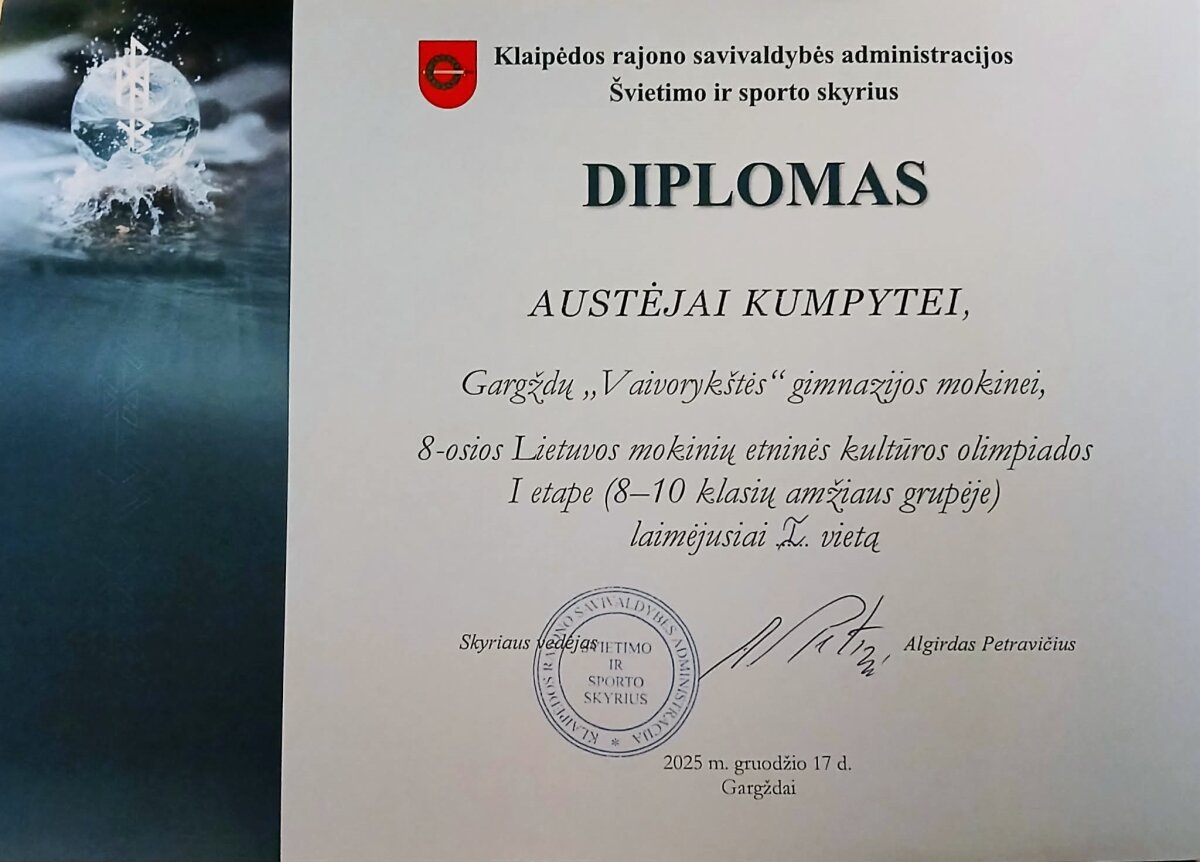 Klaipėdos rajono savivaldybės administracijos
Švietimo ir sporto skyrius
DIPLOMAS
AUSTĖJAI KUMPYTEI,
Gargždų „Vaivorykštės“ gimnazijos mokinei,
8-osios Lietuvos mokinių etninės kultūros olimpiados
I etape (8–10 klasių amžiaus grupėje)
laimėjusiai I. vietą
Skyriaus vedėjas
KLAIPĖDOS RAJONO SAVIVALDYBĖS ADMINISTRACIJA *
ŠVIETIMO
IR
SPORTO
SKYRIUS
Algirdas Petravičius
2025 m. gruodžio 17 d.
Gargždai